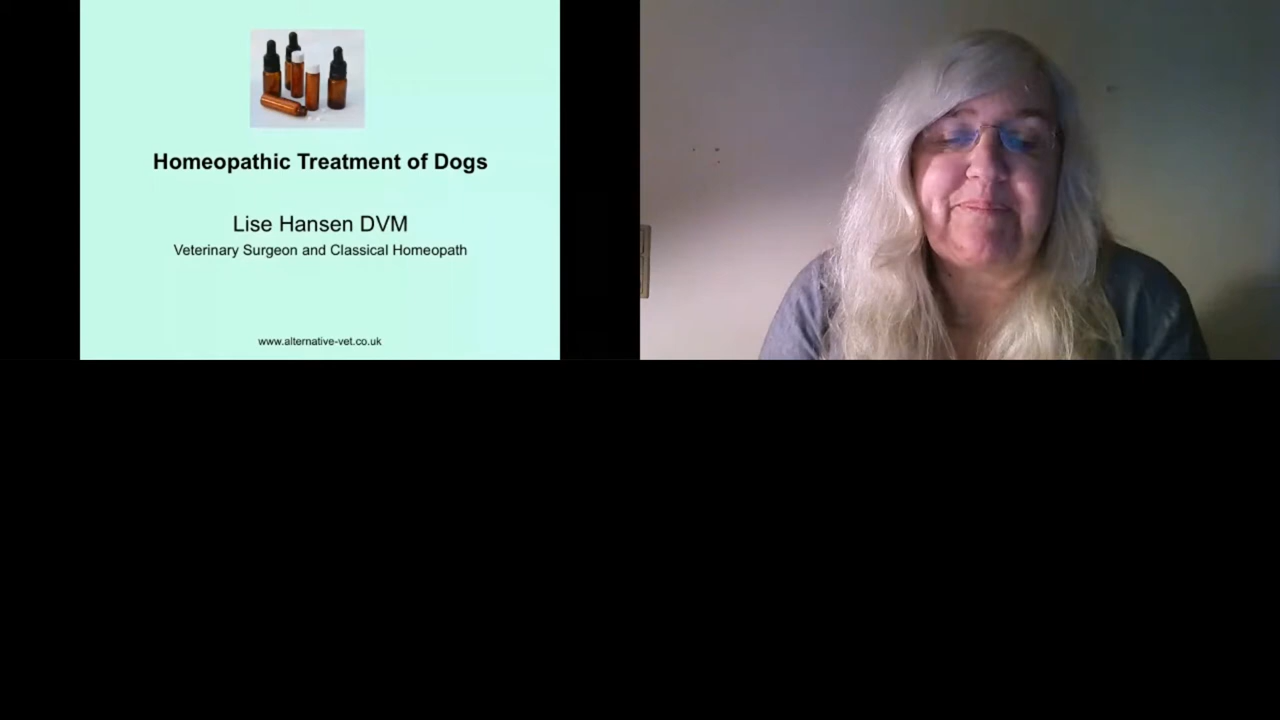 Homeopathic Treatment of Dogs
Lise Hansen DVM
Veterinary Surgeon and Classical Homeopath
www.alternative-vet.co.uk